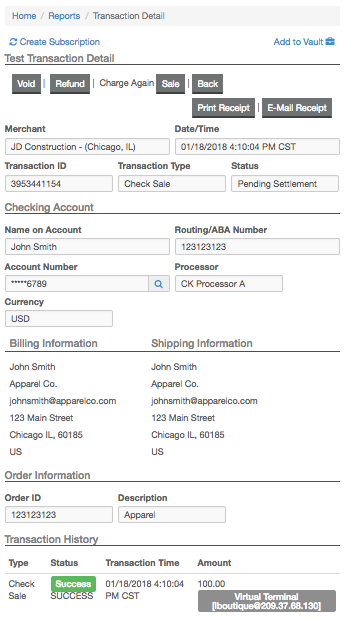 Home / Reports / Transaction Detail
Create Subscription Add to Vault
Test Transaction Detail
Void | Refund | Charge Again Sale | Back
Print Receipt | E-Mail Receipt
Merchant Date/Time
JD Construction - (Chicago, IL) 01/18/2018 4:10:04 PM CST
Transaction ID Transaction Type Status
3953441154 Check Sale Pending Settlement
Checking Account
Name on Account Routing/ABA Number
John Smith 123123123
Account Number Processor
*****6789 CK Processor A
Currency
USD
Billing Information Shipping Information
John Smith John Smith
Apparel Co. Apparel Co.
johnsmith@apparelco.com johnsmith@apparelco.com
123 Main Street 123 Main Street
Chicago IL, 60185 Chicago IL, 60185
US US
Order Information
Order ID Description
123123123 Apparel
Transaction History
Type Status Transaction Time Amount
Check Success 01/18/2018 4:10:04 100.00
Sale SUCCESS PM CST Virtual Terminal
[lboutique@209.37.68.130]